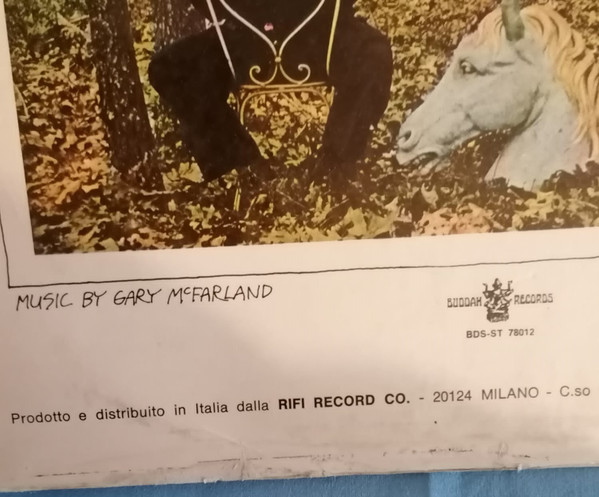 MUSIC BY GARY McFARLAND
BUDDAH RECORDS
BDS-ST 78012
Prodotto e distribuito in Italia dalla RIFI RECORD CO. - 20124 MILANO - C.so